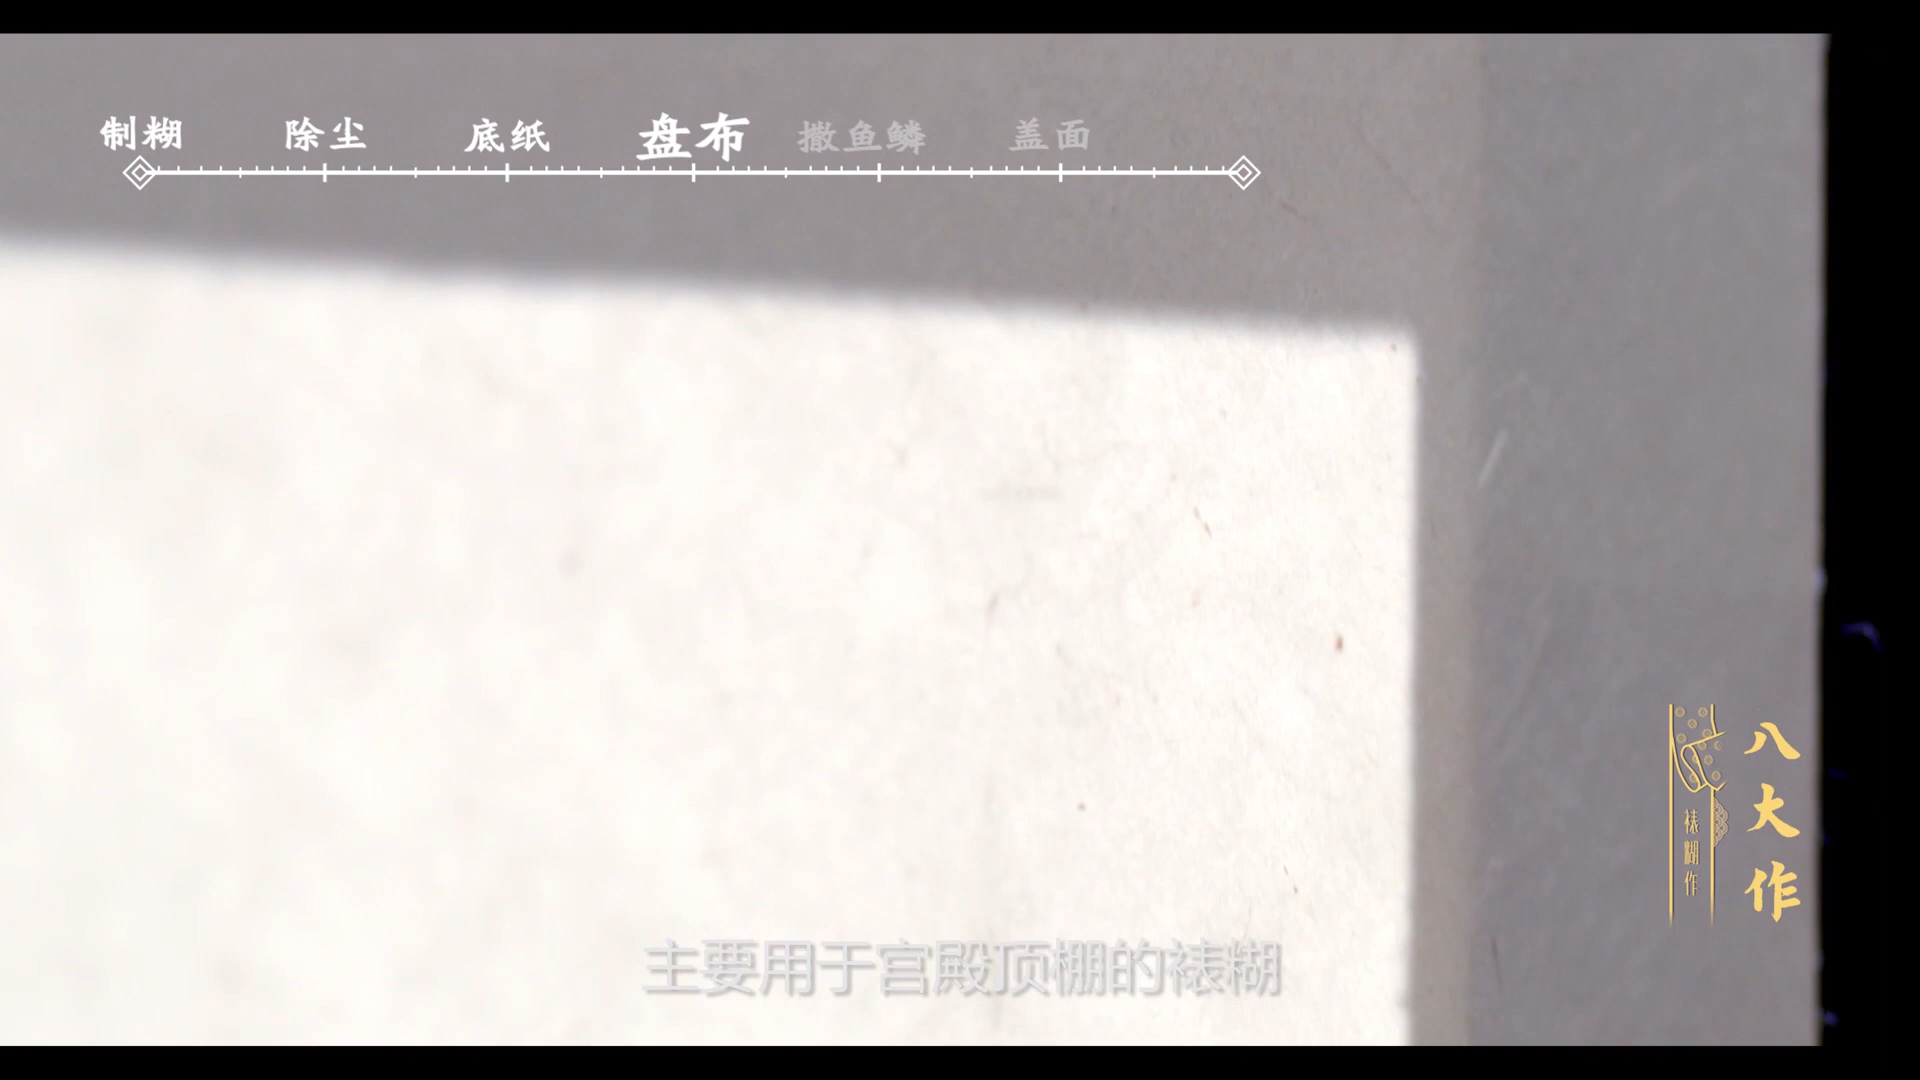 制糊 除尘 底纸 盘布 撒鱼鳞 盖面
八大作
裱糊作
主要用于宫殿顶棚的裱糊